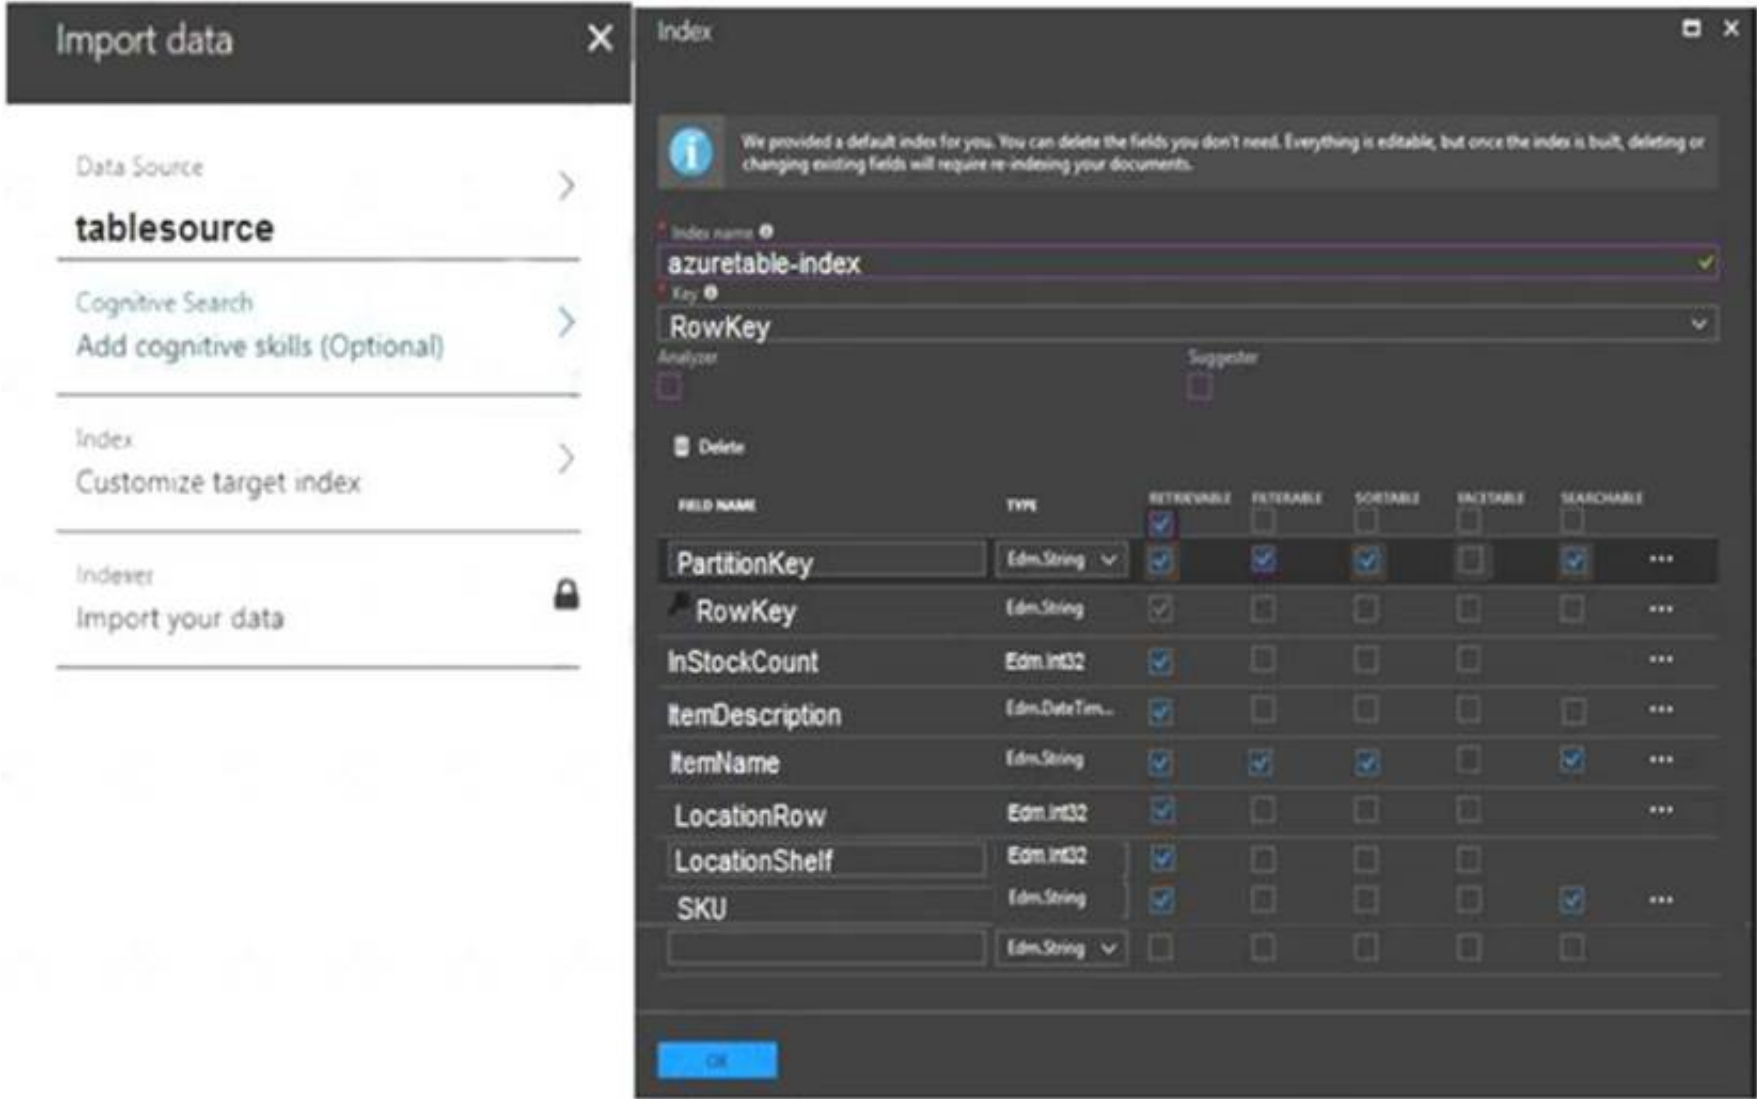 Import data
Data Source
tablesource
Cognitive Search
Add cognitive skills (Optional)
Index
Customize target index
Indexer
Import your data
Index
We provided a default index for you. You can delete the fields you don't need. Everything is editable, but once the index is built, deleting or
changing existing fields will require re-indexing your documents.
* Index name
azuretable-index
* Key
RowKey
Analyzer Suggester
Delete
FIELD NAME TYPE RETRIEVABLE FILTERABLE SORTABLE FACETABLE SEARCHABLE
PartitionKey Edm.String ...
RowKey Edm.String ...
InStockCount Edm.Int32 ...
ItemDescription Edm.DateTim... ...
ItemName Edm.String ...
LocationRow Edm.Int32 ...
LocationShelf Edm.Int32
SKU Edm.String ...
Edm.String
OK